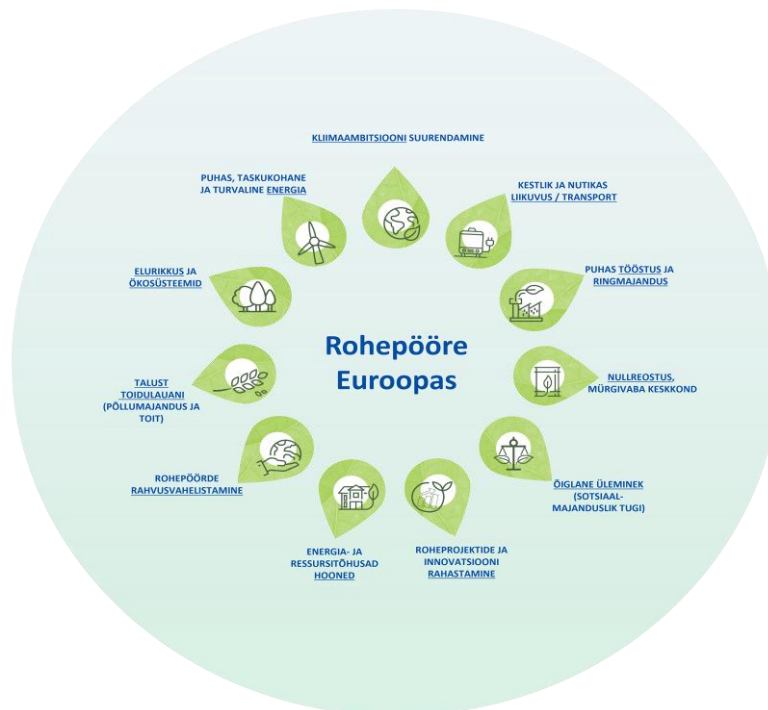 KLIIMAAMBITSIOONI SUURENDAMINE
KESTLIK JA NUTIKAS
LIIKUVUS / TRANSPORT
PUHAS TÖÖSTUS JA
RINGMAJANDUS
NULLREOSTUS,
MÜRGIVABA KESKKOND
ÕIGLANE ÜLEMINEK
(SOTSIAAL-
MAJANDUSLIK TUGI)
ROHEPROJEKTIDE JA
INNOVATSIOONI
RAHASTAMINE
ENERGIA- JA
RESSURSITÕHUSAD
HOONED
ROHEPÖÖRDE
RAHVUSVAHELISTAMINE
TALUST
TOIDULAUANI
(PÕLLUMAJANDUS JA
TOIT)
ELURIKKUS JA
ÖKOSÜSTEEMID
PUHAS, TASKUKOHANE
JA TURVALINE ENERGIA
Rohepööre
Euroopas